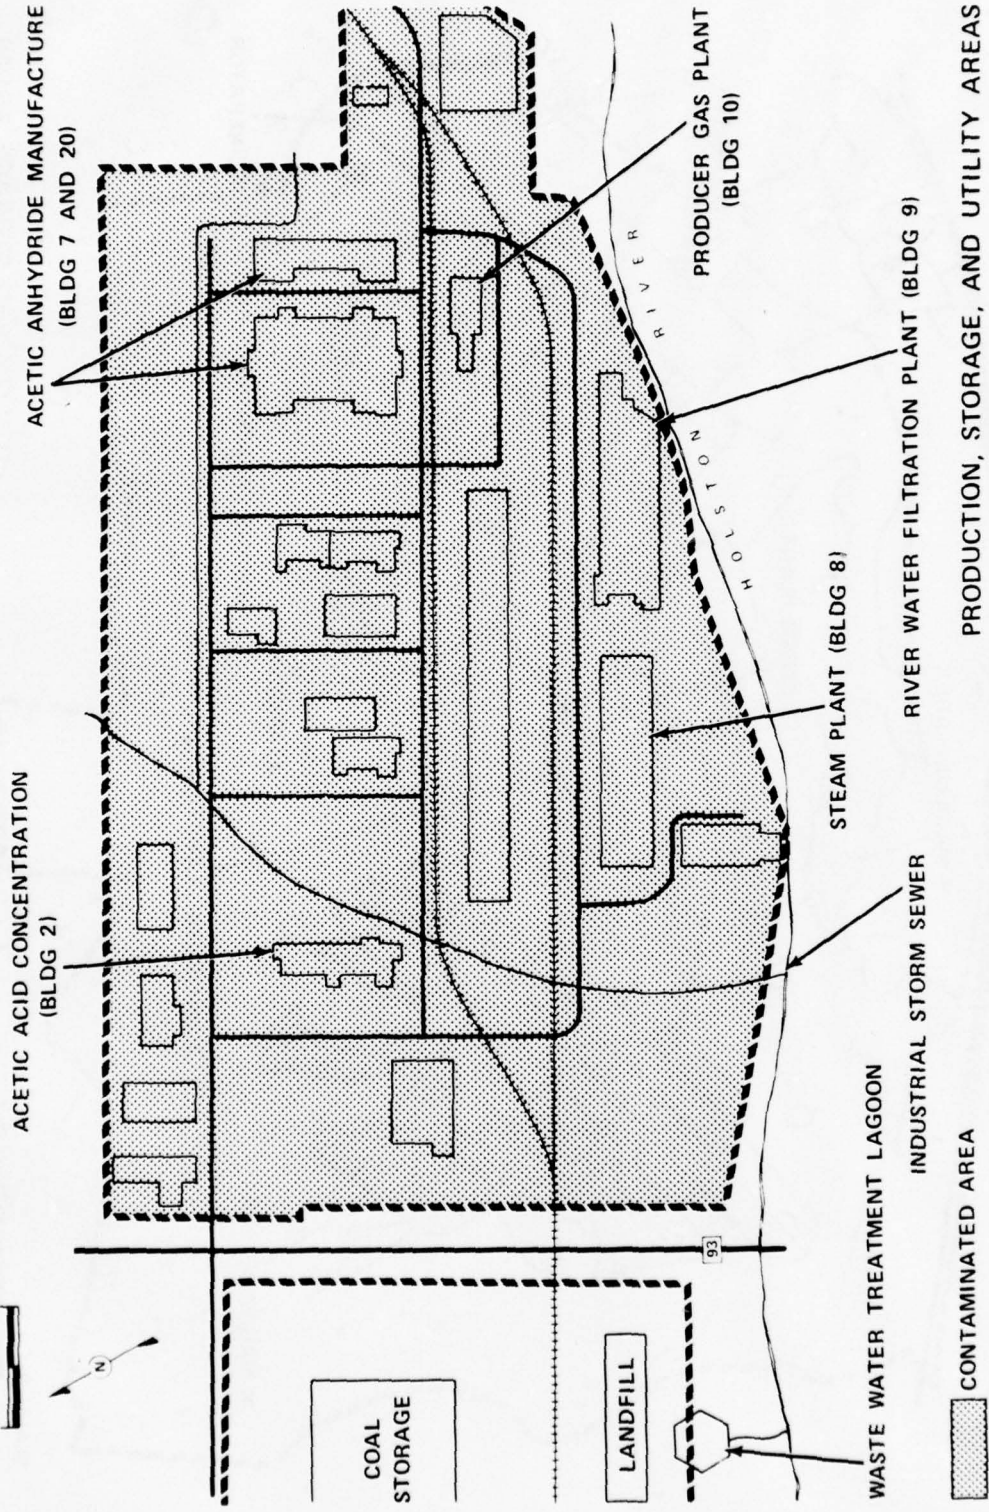 ACETIC ACID CONCENTRATION
(BLDG 2)
ACETIC ANHYDRIDE MANUFACTURE
(BLDG 7 AND 20)
N
93
COAL
STORAGE
LANDFILL
HOLSTON RIVER
PRODUCER GAS PLANT
(BLDG 10)
STEAM PLANT (BLDG 8)
RIVER WATER FILTRATION PLANT (BLDG 9)
WASTE WATER TREATMENT LAGOON
INDUSTRIAL STORM SEWER
CONTAMINATED AREA
PRODUCTION, STORAGE, AND UTILITY AREAS